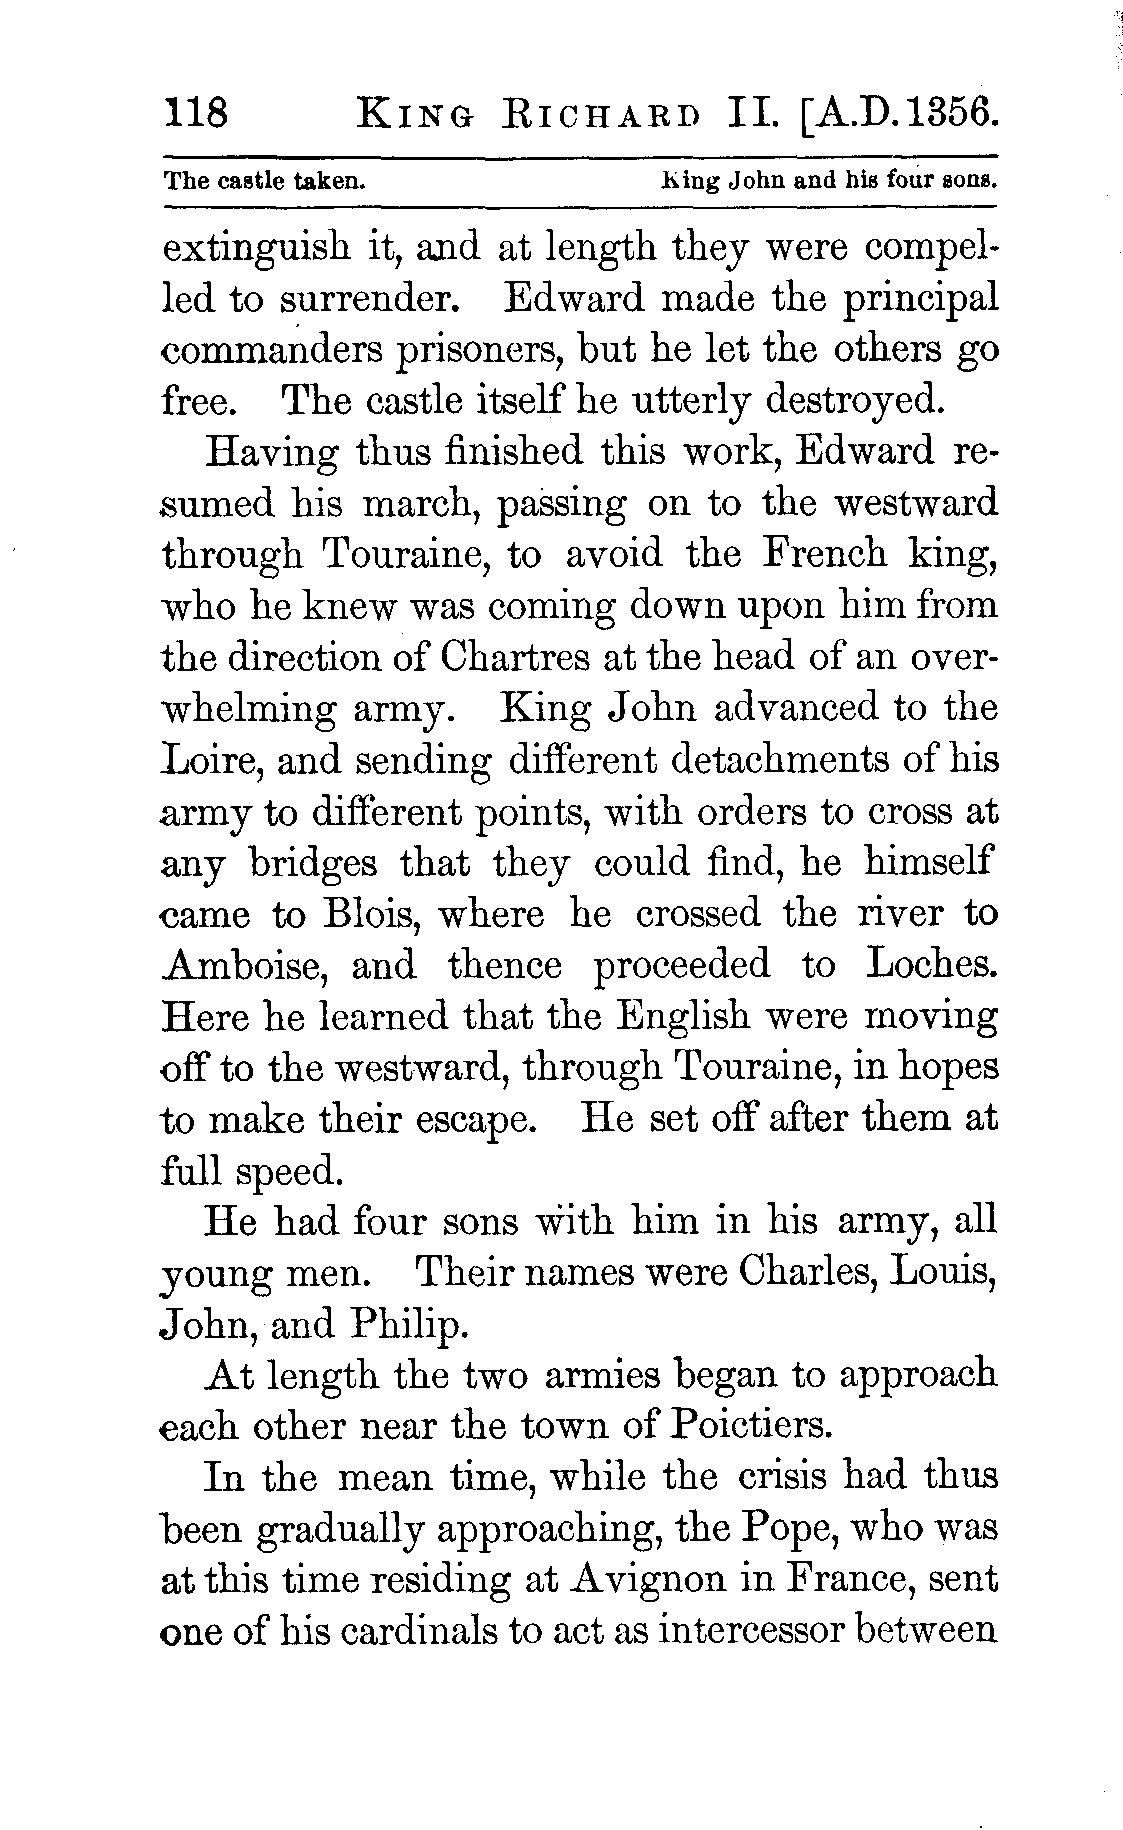 118 KING RICHARD II. [A.D. 1356.
The castle taken. King John and his four sons.
extinguish it, and at length they were compel-
led to surrender. Edward made the principal
commanders prisoners, but he let the others go
free. The castle itself he utterly destroyed.
Having thus finished this work, Edward re-
sumed his march, passing on to the westward
through Touraine, to avoid the French king,
who he knew was coming down upon him from
the direction of Chartres at the head of an over-
whelming army. King John advanced to the
Loire, and sending different detachments of his
army to different points, with orders to cross at
any bridges that they could find, he himself
came to Blois, where he crossed the river to
Amboise, and thence proceeded to Loches.
Here he learned that the English were moving
off to the westward, through Touraine, in hopes
to make their escape. He set off after them at
full speed.
He had four sons with him in his army, all
young men. Their names were Charles, Louis,
John, and Philip.
At length the two armies began to approach
each other near the town of Poictiers.
In the mean time, while the crisis had thus
been gradually approaching, the Pope, who was
at this time residing at Avignon in France, sent
one of his cardinals to act as intercessor between